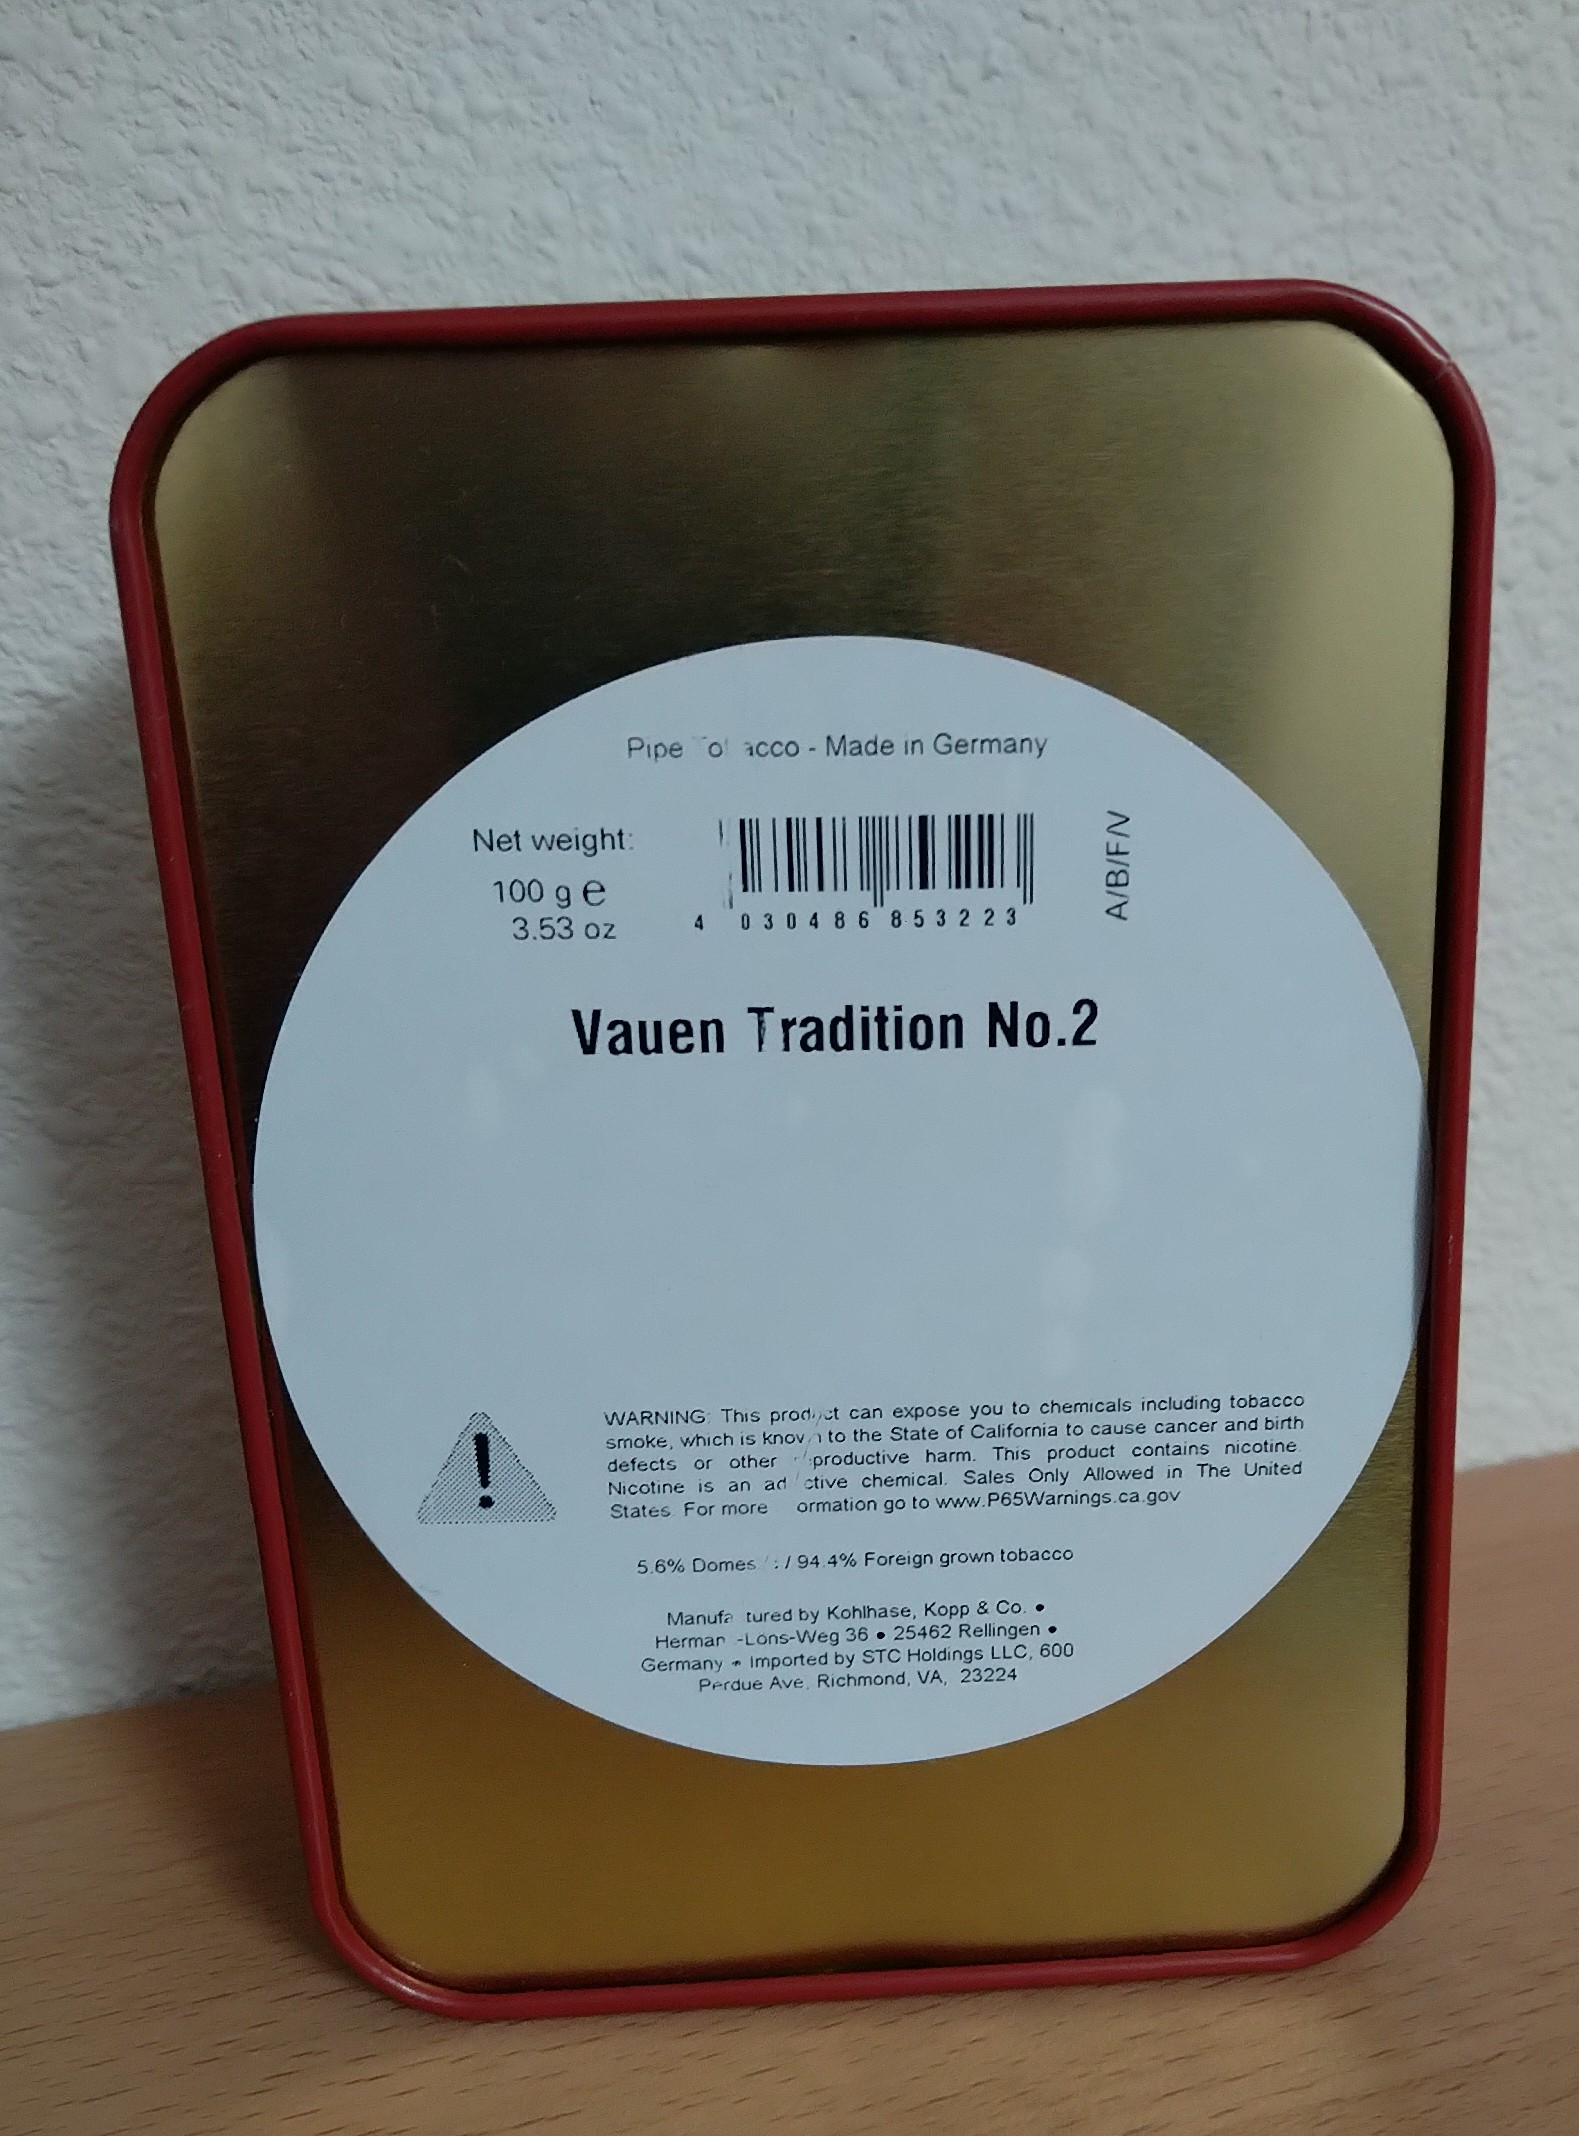 Pipe Tobacco - Made in Germany
Net weight:
100 g e
3.53 oz
4 030486 853223
A/B/F/V
Vauen Tradition No.2
WARNING: This product can expose you to chemicals including tobacco
smoke, which is known to the State of California to cause cancer and birth
defects or other reproductive harm. This product contains nicotine.
Nicotine is an addictive chemical. Sales Only Allowed in The United
States. For more information go to www.P65Warnings.ca.gov
!
5.6% Domestic / 94.4% Foreign grown tobacco
Manufactured by Kohlhase, Kopp & Co. •
Hermann-Löns-Weg 36 • 25462 Rellingen •
Germany • Imported by STC Holdings LLC, 600
Perdue Ave. Richmond, VA, 23224